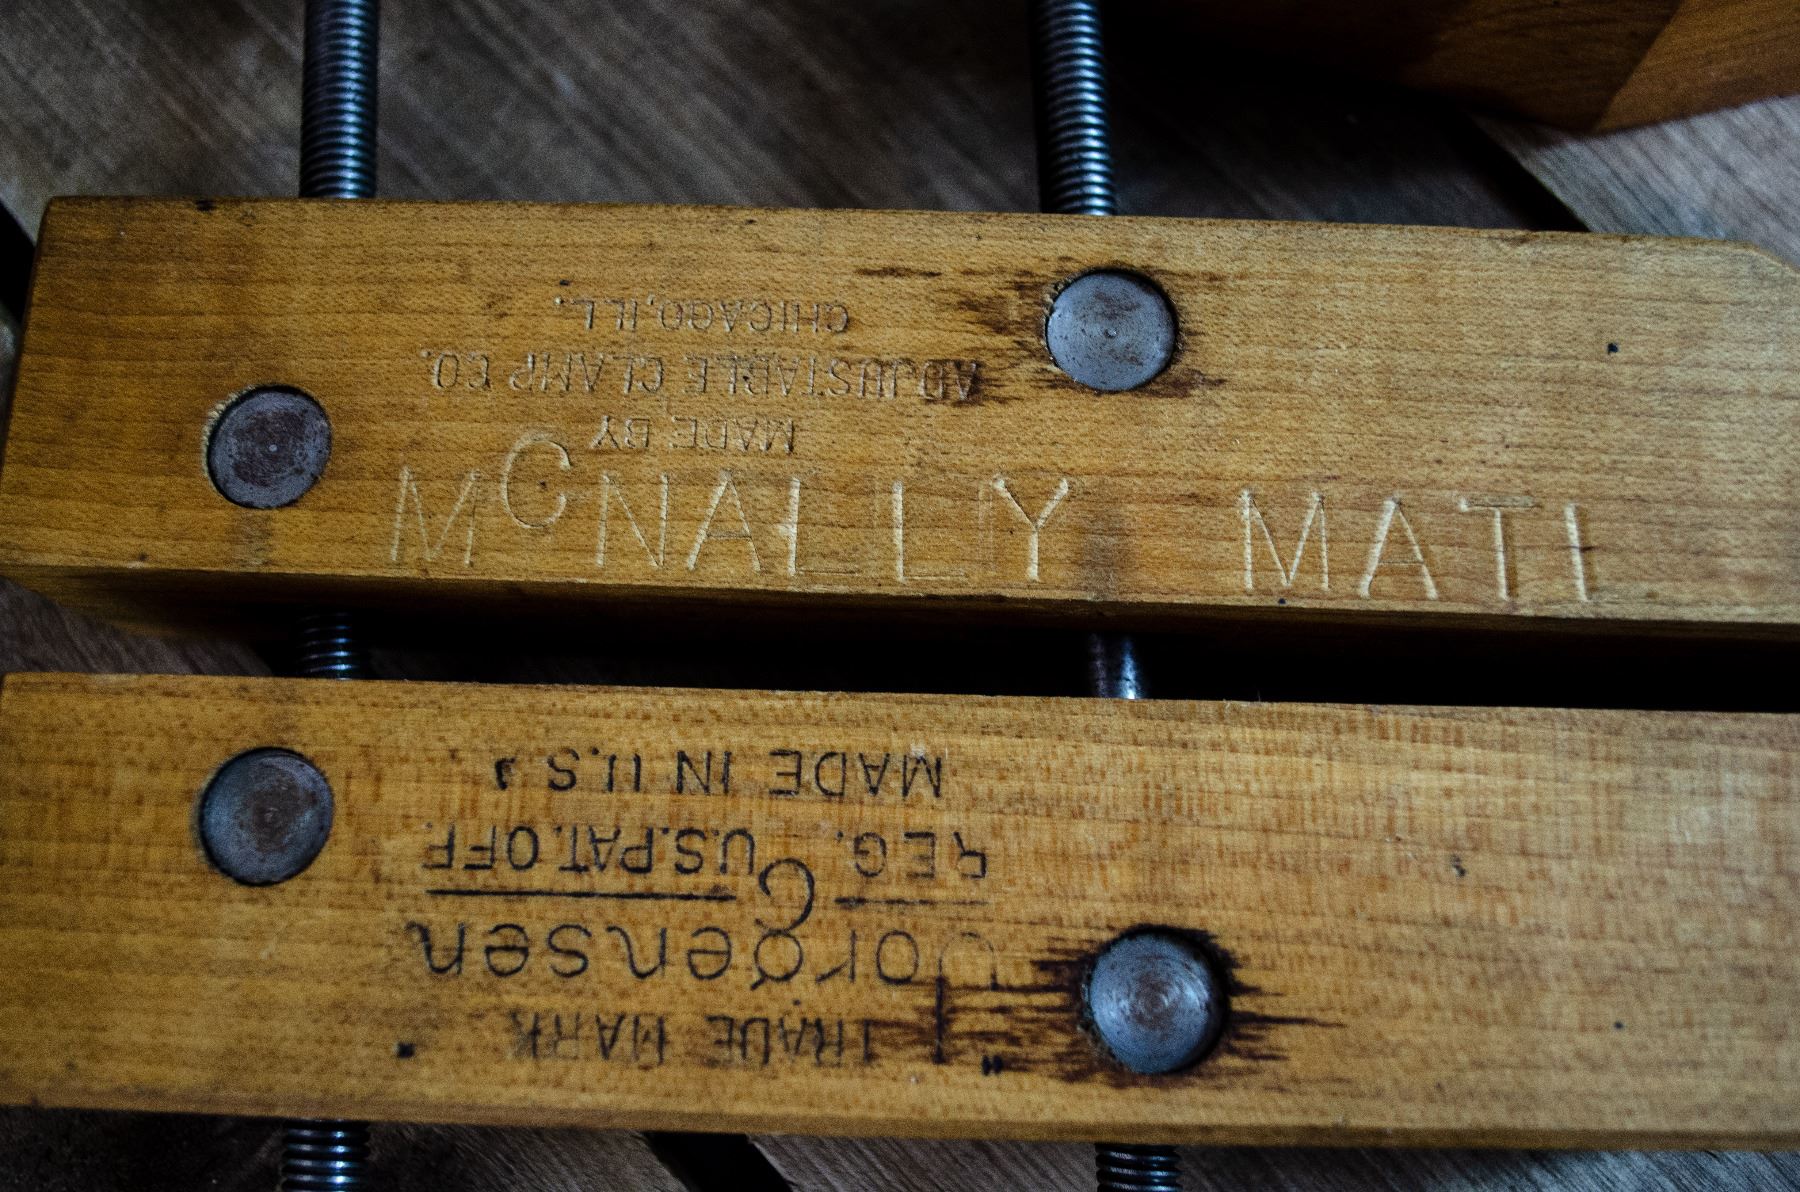 MCNALLY MATI
MADE BY
ADJUSTABLE CLAMP CO.
CHICAGO, ILL.
"TRADE MARK"
Jorgensen
REG. U.S. PAT. OFF.
MADE IN U.S.